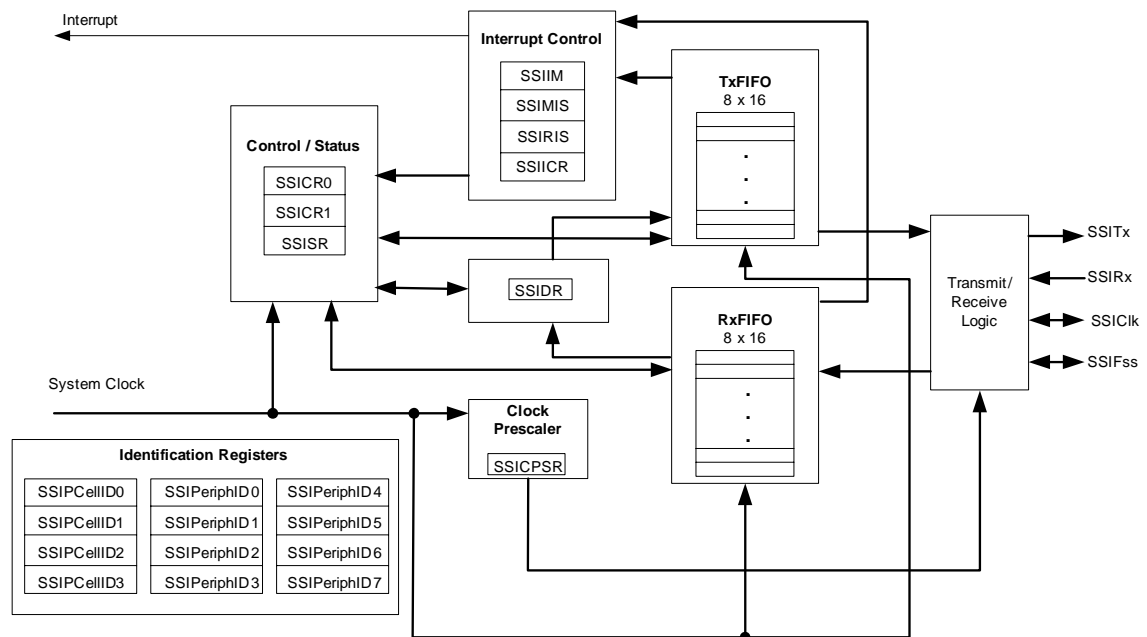 Interrupt
Interrupt Control
SSIIM
SSIMIS
SSIRIS
SSIICR
TxFIFO
8 x 16
.
.
.
Control / Status
SSICR0
SSICR1
SSISR
SSIDR
Transmit/
Receive
Logic
SSITx
SSIRx
SSIClk
SSIFss
RxFIFO
8 x 16
.
.
.
System Clock
Clock
Prescaler
SSICPSR
Identification Registers
SSIPCellID0
SSIPCellID1
SSIPCellID2
SSIPCellID3
SSIPeriphID0
SSIPeriphID1
SSIPeriphID2
SSIPeriphID3
SSIPeriphID4
SSIPeriphID5
SSIPeriphID6
SSIPeriphID7